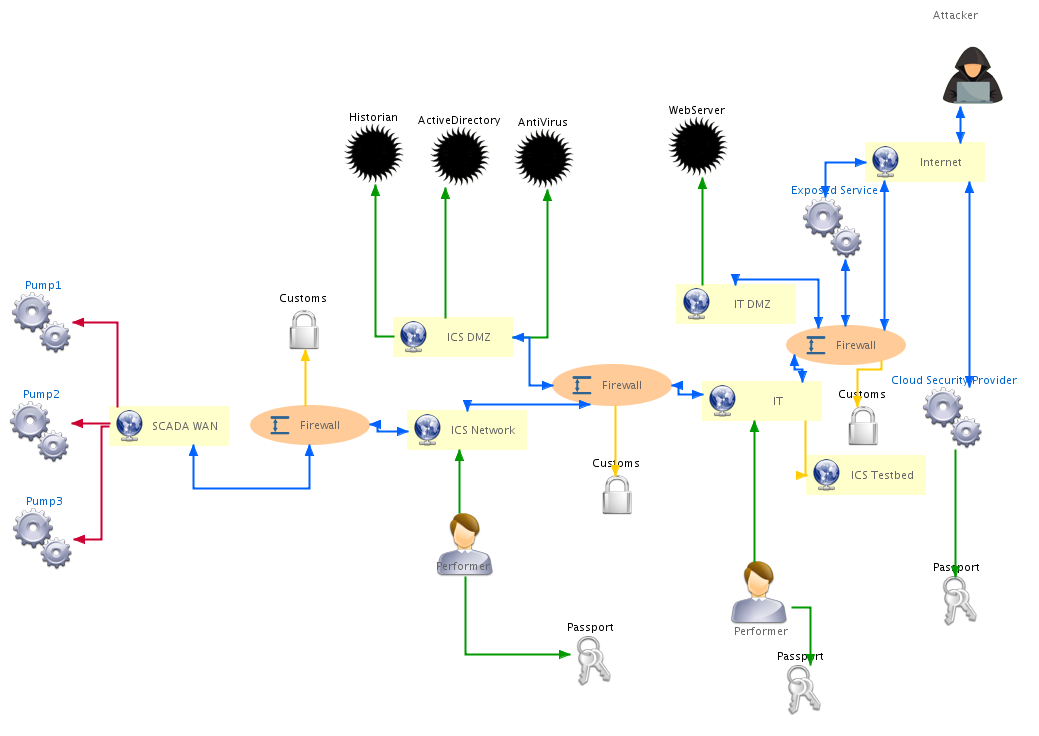 Attacker
Historian
ActiveDirectory
AntiVirus
WebServer
Internet
Exposed Service
Pump1
Customs
IT DMZ
ICS DMZ
Firewall
Firewall
Cloud Security Provider
Pump2
Customs
IT
SCADA WAN
Firewall
ICS Network
Customs
ICS Testbed
Pump3
Performer
Passport
Passport
Performer
Passport